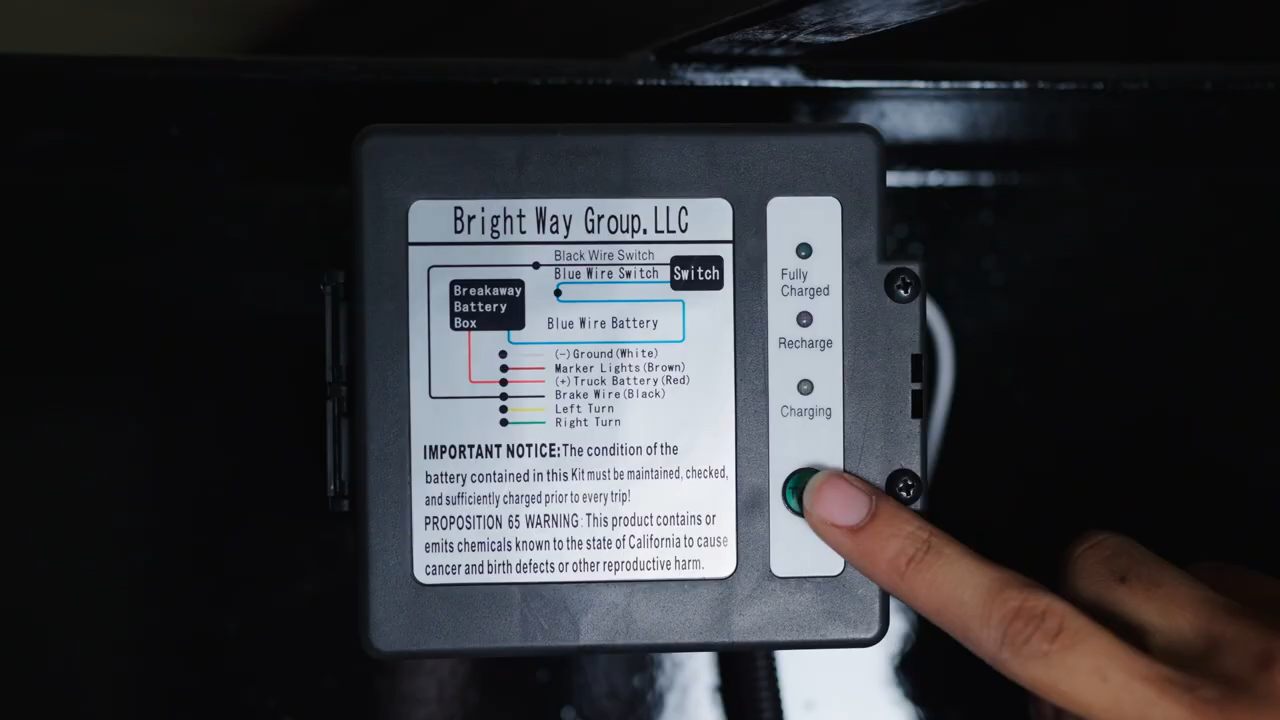 Bright Way Group.LLC
Black Wire Switch
Blue Wire Switch
Switch
Breakaway
Battery
Box
Blue Wire Battery
(-)Ground(White)
Marker Lights(Brown)
(+)Truck Battery(Red)
Brake Wire(Black)
Left Turn
Right Turn
IMPORTANT NOTICE:The condition of the
battery contained in this Kit must be maintained, checked,
and sufficiently charged prior to every trip!
PROPOSITION 65 WARNING: This product contains or
emits chemicals known to the state of California to cause
cancer and birth defects or other reproductive harm.
Fully
Charged
Recharge
Charging